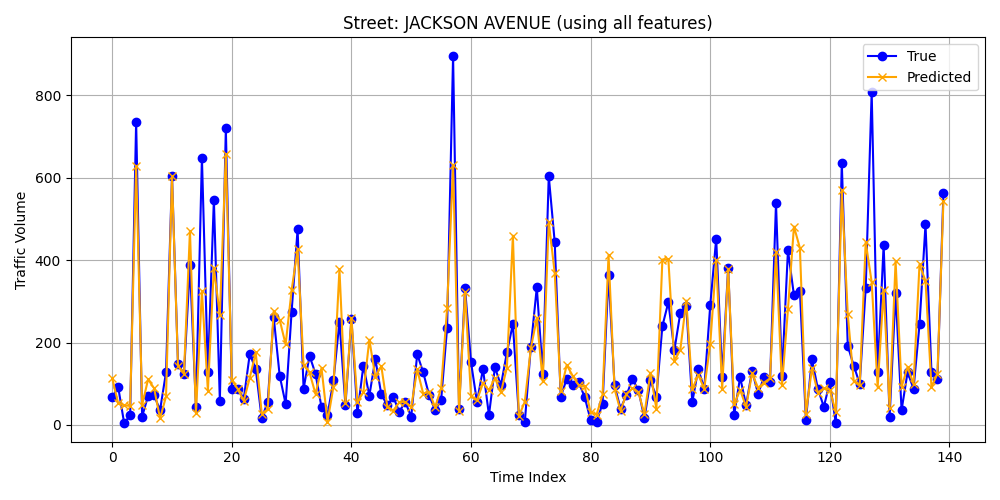 Street: JACKSON AVENUE (using all features)
True
Predicted
Traffic Volume
800
600
400
200
0
0 20 40 60 80 100 120 140
Time Index